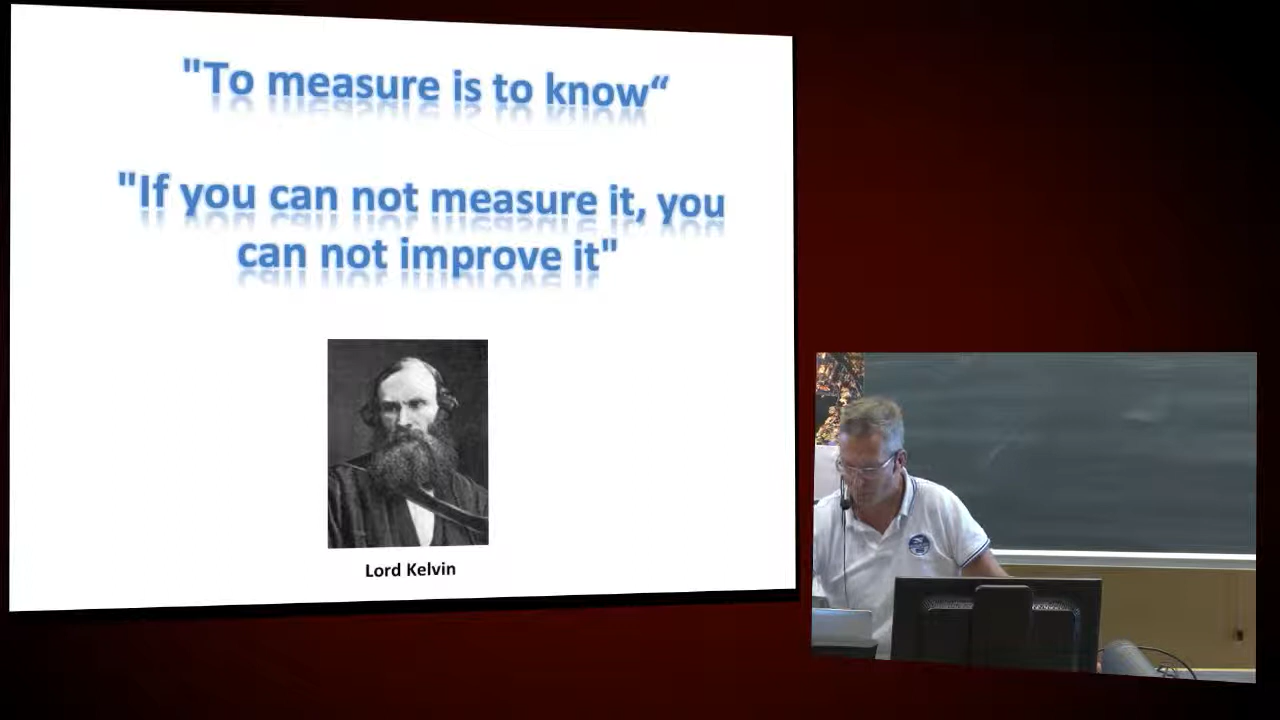 "To measure is to know“
"If you can not measure it, you
can not improve it"
Lord Kelvin